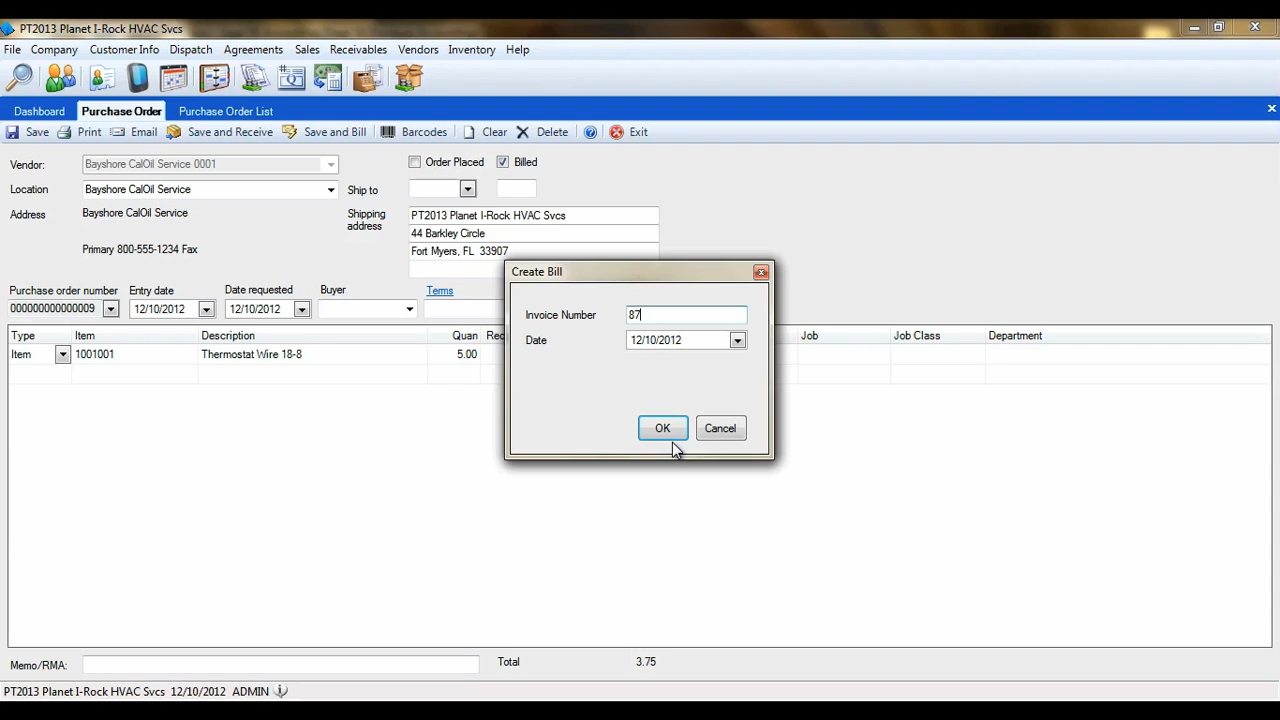 PT2013 Planet I-Rock HVAC Svcs
File Company Customer Info Dispatch Agreements Sales Receivables Vendors Inventory Help
Dashboard Purchase Order Purchase Order List
Save Print Email Save and Receive Save and Bill Barcodes Clear Delete Exit
Vendor: Bayshore CalOil Service 0001 Order Placed Billed
Location Bayshore CalOil Service Ship to
Address Bayshore CalOil Service Shipping address PT2013 Planet I-Rock HVAC Svcs
44 Barkley Circle
Primary 800-555-1234 Fax Fort Myers, FL 33907
Create Bill
Purchase order number Entry date Date requested Buyer Terms
000000000000009 12/10/2012 12/10/2012
Invoice Number 87
Date 12/10/2012
OK Cancel
Type Item Description Quan Rec Job Job Class Department
Item 1001001 Thermostat Wire 18-8 5.00
Memo/RMA: Total 3.75
PT2013 Planet I-Rock HVAC Svcs 12/10/2012 ADMIN